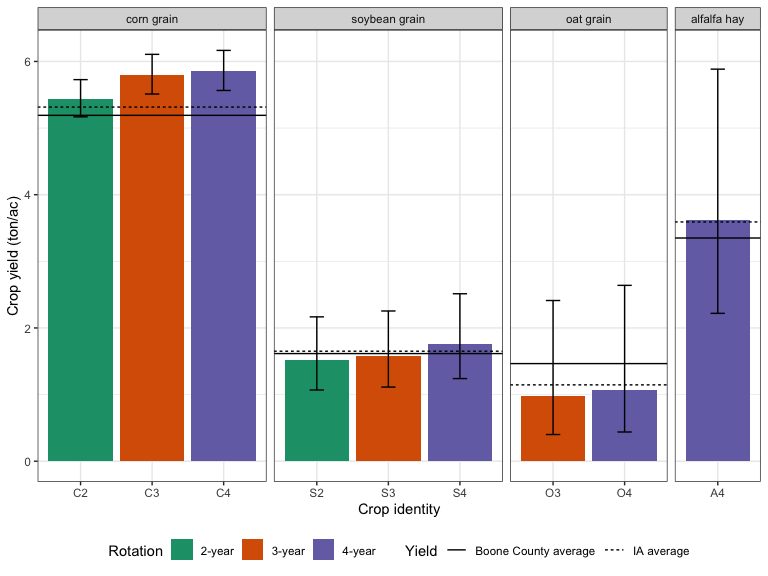 corn grain soybean grain oat grain alfalfa hay
Crop yield (ton/ac)
6
4
2
0
C2 C3 C4 S2 S3 S4 O3 O4 A4
Crop identity
Rotation 2-year 3-year 4-year Yield Boone County average IA average